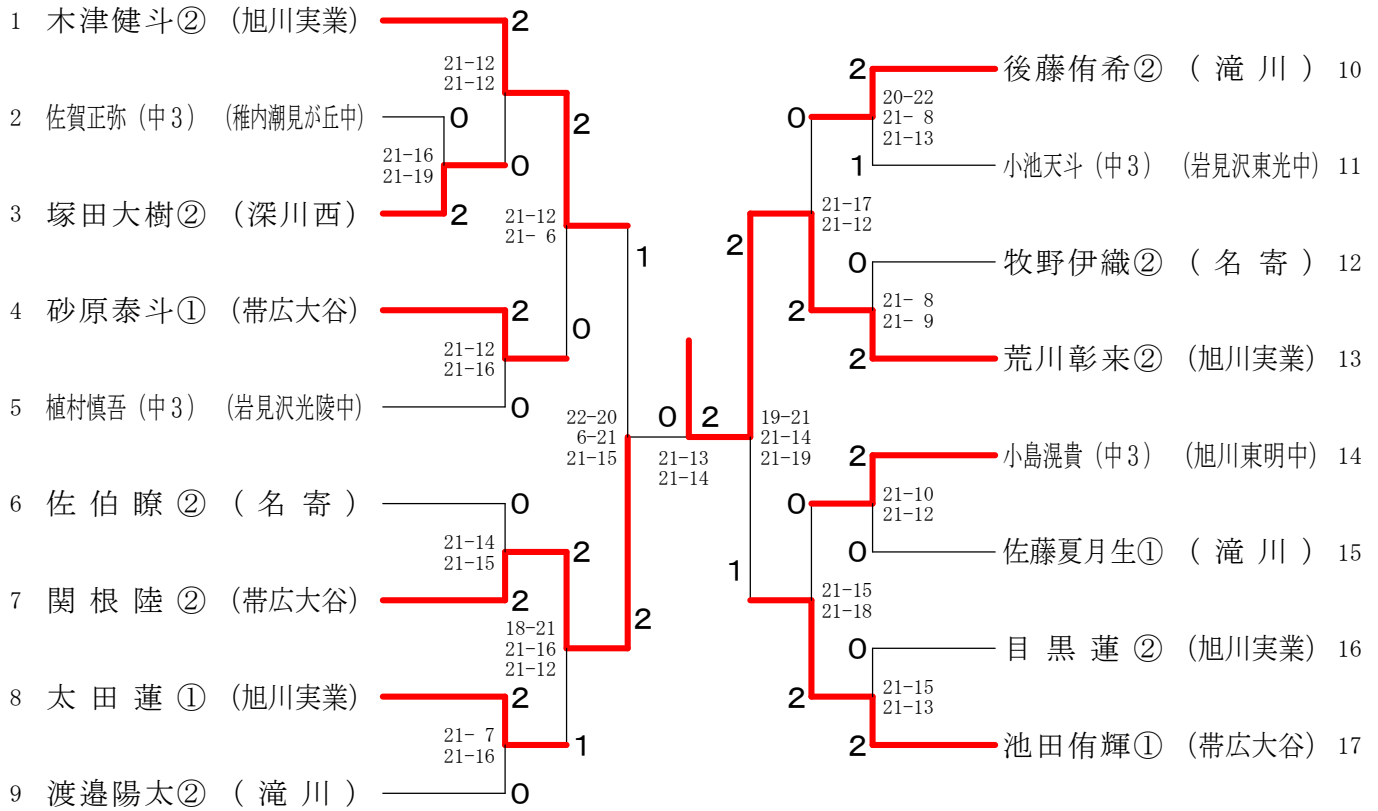 1 木津健斗② (旭川実業) 2
21-12
21-12
2 佐賀正弥 (中3) (稚内潮見が丘中) 0
2
21-16
21-19
0
3 塚田大樹② (深川西) 2
21-12
21- 6
1
4 砂原泰斗① (帯広大谷) 2
0
21-12
21-16
5 植村慎吾 (中3) (岩見沢光陵中) 0
22-20
6-21
21-15
6 佐伯瞭② (名寄) 0
21-14
21-15
2
7 関根陸② (帯広大谷) 2
2
18-21
21-16
21-12
8 太田蓮① (旭川実業) 2
21- 7
21-16
1
9 渡邉陽太② (滝川) 0
0 2
21-13
21-14
2 後藤侑希② (滝川) 10
20-22
21- 8
21-13
0
1 小池天斗 (中3) (岩見沢東光中) 11
21-17
21-12
2
0 牧野伊織② (名寄) 12
21- 8
21- 9
2
2 荒川彰来② (旭川実業) 13
19-21
21-14
21-19
2 小島滉貴 (中3) (旭川東明中) 14
21-10
21-12
0
0 佐藤夏月生① (滝川) 15
1
21-15
21-18
0 目黒蓮② (旭川実業) 16
21-15
21-13
2
2 池田侑輝① (帯広大谷) 17